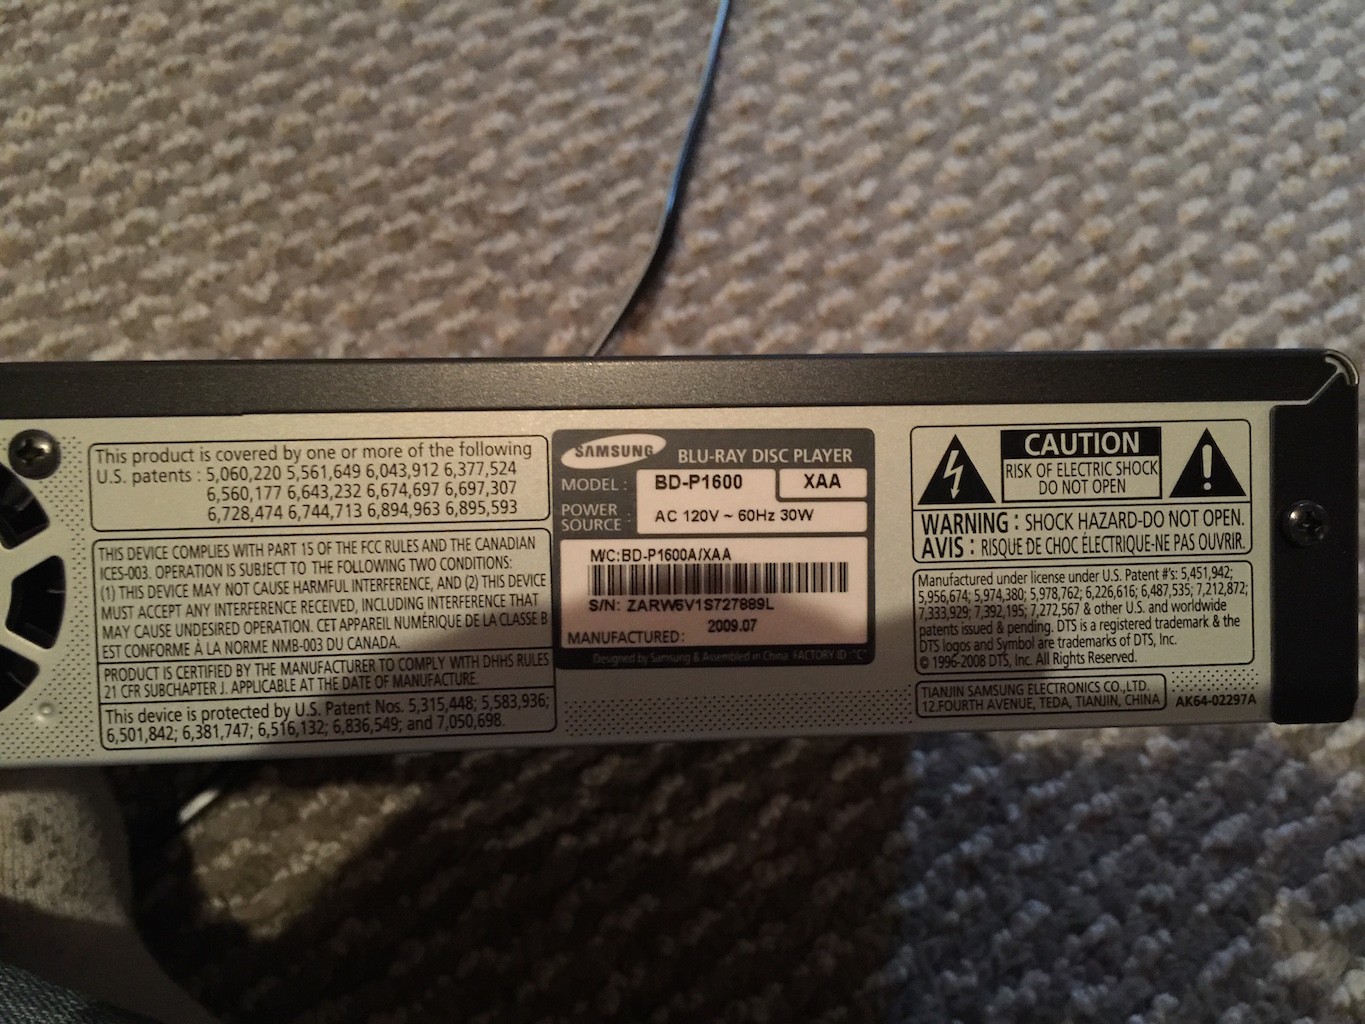 This product is covered by one or more of the following
U.S. patents : 5,060,220 5,561,649 6,043,912 6,377,524
6,560,177 6,643,232 6,674,697 6,697,307
6,728,474 6,744,713 6,894,963 6,895,593
THIS DEVICE COMPLIES WITH PART 15 OF THE FCC RULES AND THE CANADIAN
ICES-003. OPERATION IS SUBJECT TO THE FOLLOWING TWO CONDITIONS:
(1) THIS DEVICE MAY NOT CAUSE HARMFUL INTERFERENCE, AND (2) THIS DEVICE
MUST ACCEPT ANY INTERFERENCE RECEIVED, INCLUDING INTERFERENCE THAT
MAY CAUSE UNDESIRED OPERATION. CET APPAREIL NUMÉRIQUE DE LA CLASSE B
EST CONFORME À LA NORME NMB-003 DU CANADA.
PRODUCT IS CERTIFIED BY THE MANUFACTURER TO COMPLY WITH DHHS RULES
21 CFR SUBCHAPTER J. APPLICABLE AT THE DATE OF MANUFACTURE.
This device is protected by U.S. Patent Nos. 5,315,448; 5,583,936;
6,501,842; 6,381,747; 6,516,132; 6,836,549; and 7,050,698.
SAMSUNG BLU-RAY DISC PLAYER
MODEL : BD-P1600 XAA
POWER
SOURCE : AC 120V ~ 60Hz 30W
M/C:BD-P1600A/XAA
S/N: ZARW6V1S727889L
2009.07
MANUFACTURED:
Designed by Samsung & Assembled in China FACTORY ID :"C"
CAUTION
RISK OF ELECTRIC SHOCK
DO NOT OPEN
WARNING : SHOCK HAZARD-DO NOT OPEN.
AVIS : RISQUE DE CHOC ÉLECTRIQUE-NE PAS OUVRIR.
Manufactured under license under U.S. Patent #'s: 5,451,942;
5,956,674; 5,974,380; 5,978,762; 6,226,616; 6,487,535; 7,212,872;
7,333,929; 7,392,195; 7,272,567 & other U.S. and worldwide
patents issued & pending. DTS is a registered trademark & the
DTS logos and Symbol are trademarks of DTS, Inc.
© 1996-2008 DTS, Inc. All Rights Reserved.
TIANJIN SAMSUNG ELECTRONICS CO.,LTD.
12.FOURTH AVENUE, TEDA, TIANJIN, CHINA AK64-02297A